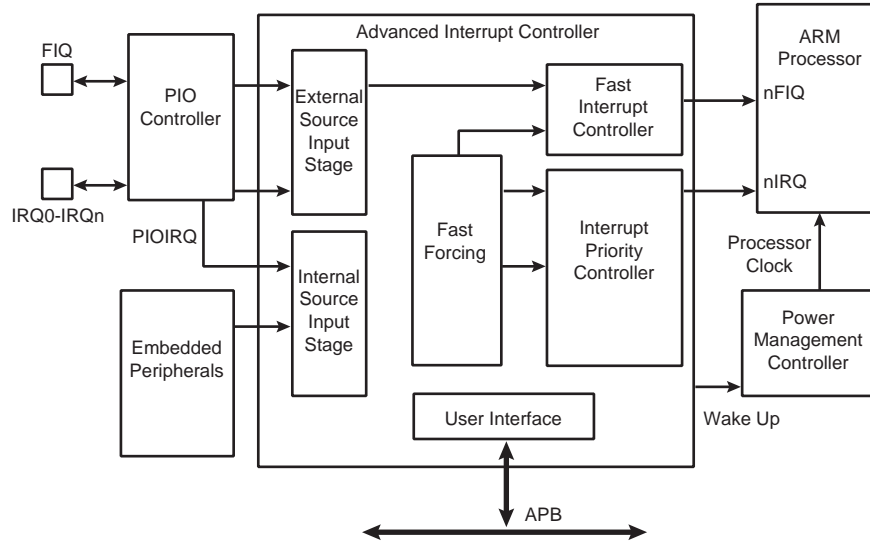 Advanced Interrupt Controller
FIQ
PIO
Controller
IRQ0-IRQn
PIOIRQ
Embedded
Peripherals
External
Source
Input
Stage
Internal
Source
Input
Stage
Fast
Forcing
Fast
Interrupt
Controller
Interrupt
Priority
Controller
User Interface
APB
ARM
Processor
nFIQ
nIRQ
Processor
Clock
Power
Management
Controller
Wake Up